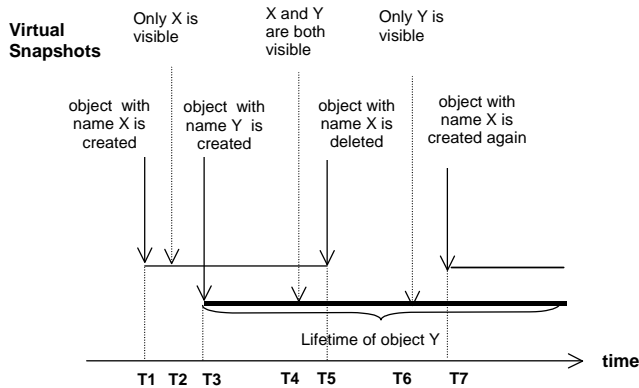 Virtual
Snapshots
Only X is
visible
X and Y
are both
visible
Only Y is
visible
object with
name X is
created
object with
name Y is
created
object with
name X is
deleted
object with
name X is
created again
Lifetime of object Y
time
T1 T2 T3 T4 T5 T6 T7